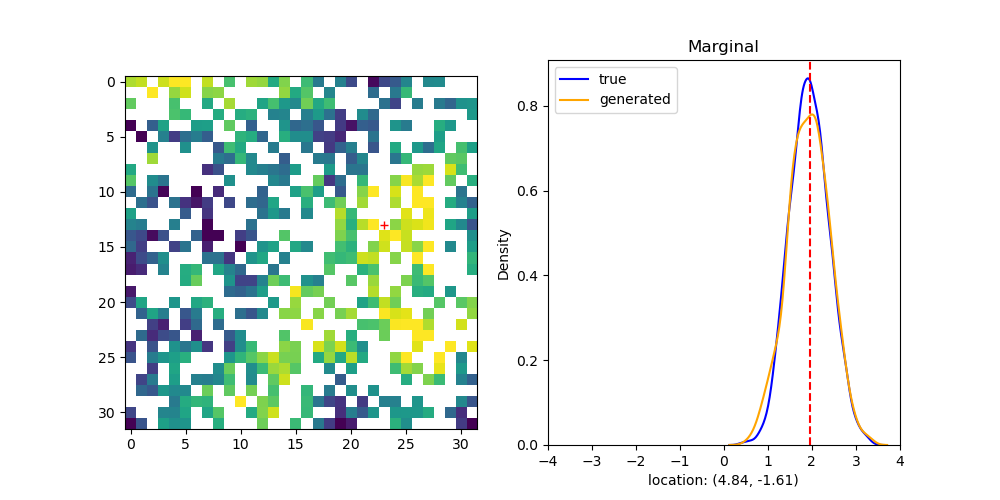 0
5
10
15
20
25
30
0 5 10 15 20 25 30
Marginal
true
generated
Density
0.8
0.6
0.4
0.2
0.0
−4 −3 −2 −1 0 1 2 3 4
location: (4.84, -1.61)